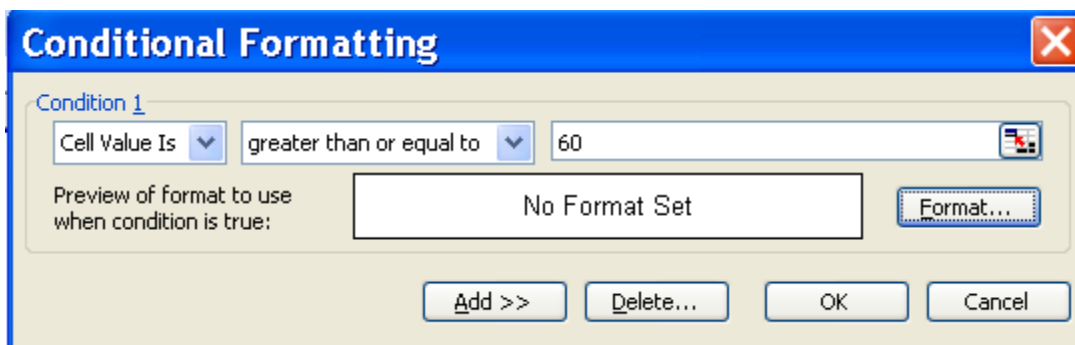 Conditional Formatting
Condition 1
Cell Value Is greater than or equal to 60
Preview of format to use
when condition is true:
No Format Set
Format...
Add >> Delete... OK Cancel